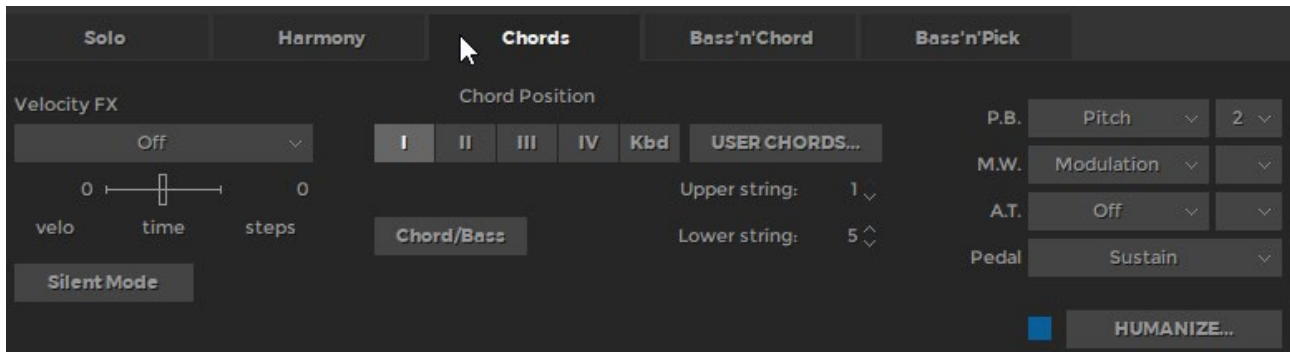 Solo Harmony Chords Bass'n'Chord Bass'n'Pick
Velocity FX
Off
0 0
velo time steps
Silent Mode
Chord Position
I II III IV Kbd USER CHORDS...
Upper string: 1
Chord/Bass Lower string: 5
P.B. Pitch 2
M.W. Modulation
A.T. Off
Pedal Sustain
HUMANIZE...